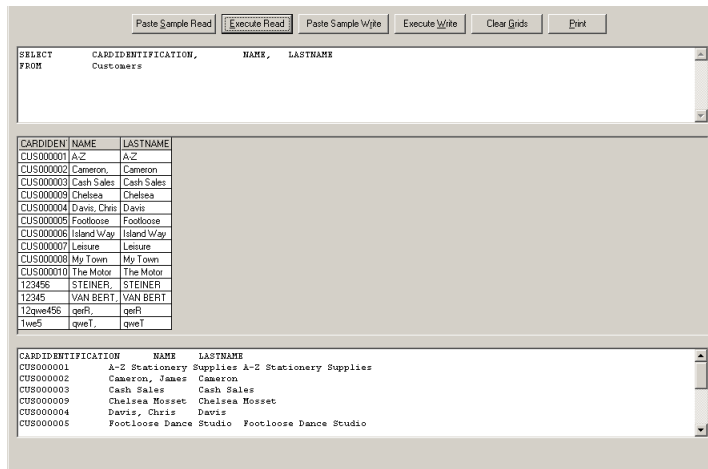 Paste Sample Read Execute Read Paste Sample Write Execute Write Clear Grids Print
SELECT CARDIDENTIFICATION, NAME, LASTNAME
FROM Customers
CARDIDEN' NAME LASTNAME
CUS000001 A-Z A-Z
CUS000002 Cameron, Cameron
CUS000003 Cash Sales Cash Sales
CUS000009 Chelsea Chelsea
CUS000004 Davis, Chris Davis
CUS000005 Footloose Footloose
CUS000006 Island Way Island Way
CUS000007 Leisure Leisure
CUS000008 My Town My Town
CUS000010 The Motor The Motor
123456 STEINER, STEINER
12345 VAN BERT, VAN BERT
12qwe456 qerR, qerR
1we5 qweT, qweT
CARDIDENTIFICATION NAME LASTNAME
CUS000001 A-Z Stationery Supplies A-Z Stationery Supplies
CUS000002 Cameron, James Cameron
CUS000003 Cash Sales Cash Sales
CUS000009 Chelsea Mosset Chelsea Mosset
CUS000004 Davis, Chris Davis
CUS000005 Footloose Dance Studio Footloose Dance Studio